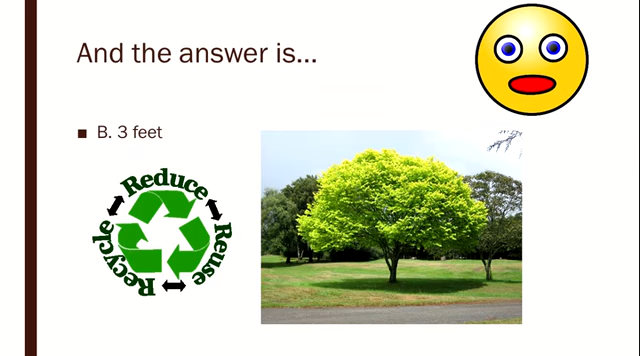 And the answer is...
B. 3 feet
Reduce
Reuse
Recycle